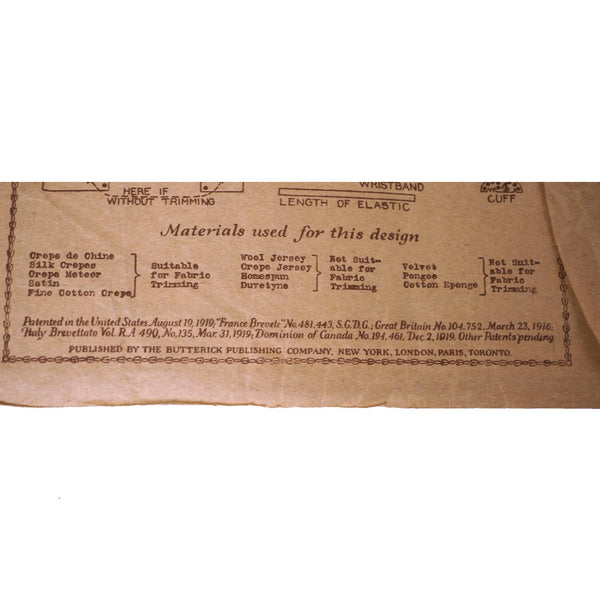 HERE IF
WITHOUT TRIMMING
WRISTBAND
LENGTH OF ELASTIC
CUFF
Materials used for this design
Crepe de Chine
Silk Crepes
Crepe Meteor
Satin
Fine Cotton Crepe
Suitable
for Fabric
Trimming
Wool Jersey
Crepe Jersey
Homespun
Duvetyne
Not Suit-
able for
Fabric
Trimming
Velvet
Pongee
Cotton Eponge
Not Suit-
able for
Fabric
Trimming
Patented in the United States, August 19, 1919; "France Brevete" No. 481,445, S.G.D.G.; Great Britain No. 104,752, March 23, 1916;
Italy Brevettato Vol. R.A 490, No. 135, Mar. 31, 1919; Dominion of Canada No. 194,461, Dec. 2, 1919. Other Patents pending
PUBLISHED BY THE BUTTERICK PUBLISHING COMPANY, NEW YORK, LONDON, PARIS, TORONTO.